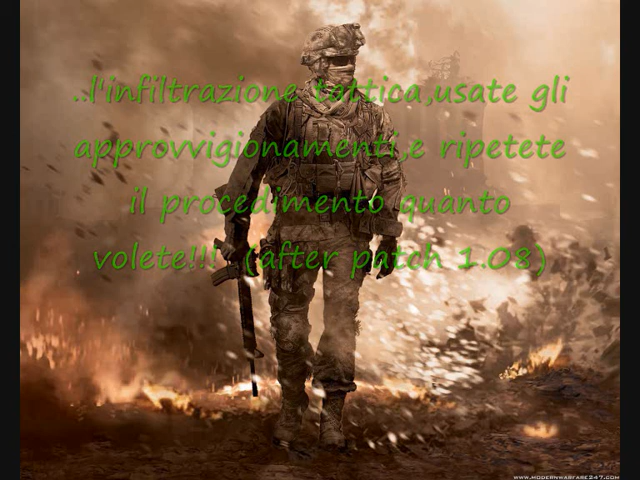 ..l'infiltrazione tattica,usate gli
approvvigionamenti,e ripetete
il procedimento quanto
volete!!! (after patch 1.08)
www.modernwarfare247.com